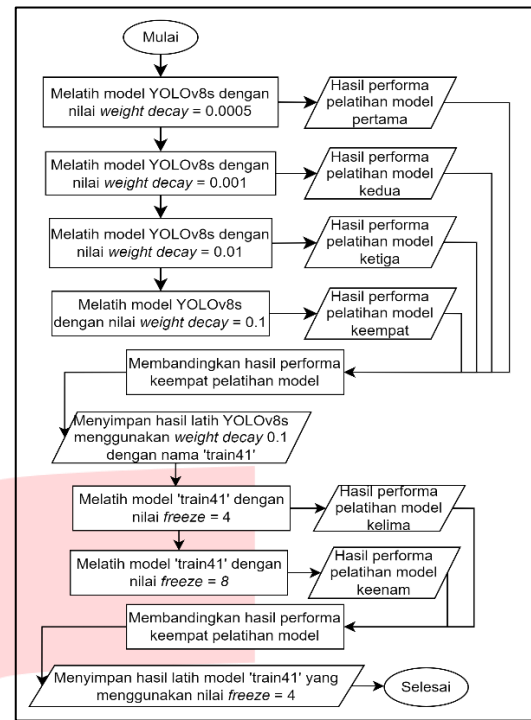 Mulai
Melatih model YOLOv8s dengan
nilai weight decay = 0.0005
Hasil performa
pelatihan model
pertama
Melatih model YOLOv8s dengan
nilai weight decay = 0.001
Hasil performa
pelatihan model
kedua
Melatih model YOLOv8s dengan
nilai weight decay = 0.01
Hasil performa
pelatihan model
ketiga
Melatih model YOLOv8s
dengan nilai weight decay = 0.1
Hasil performa
pelatihan model
keempat
Membandingkan hasil performa
keempat pelatihan model
Menyimpan hasil latih YOLOv8s
menggunakan weight decay 0.1
dengan nama 'train41'
Melatih model 'train41' dengan
nilai freeze = 4
Hasil performa
pelatihan model
kelima
Melatih model 'train41' dengan
nilai freeze = 8
Hasil performa
pelatihan model
keenam
Membandingkan hasil performa
keempat pelatihan model
Menyimpan hasil latih model 'train41' yang
menggunakan nilai freeze = 4
Selesai